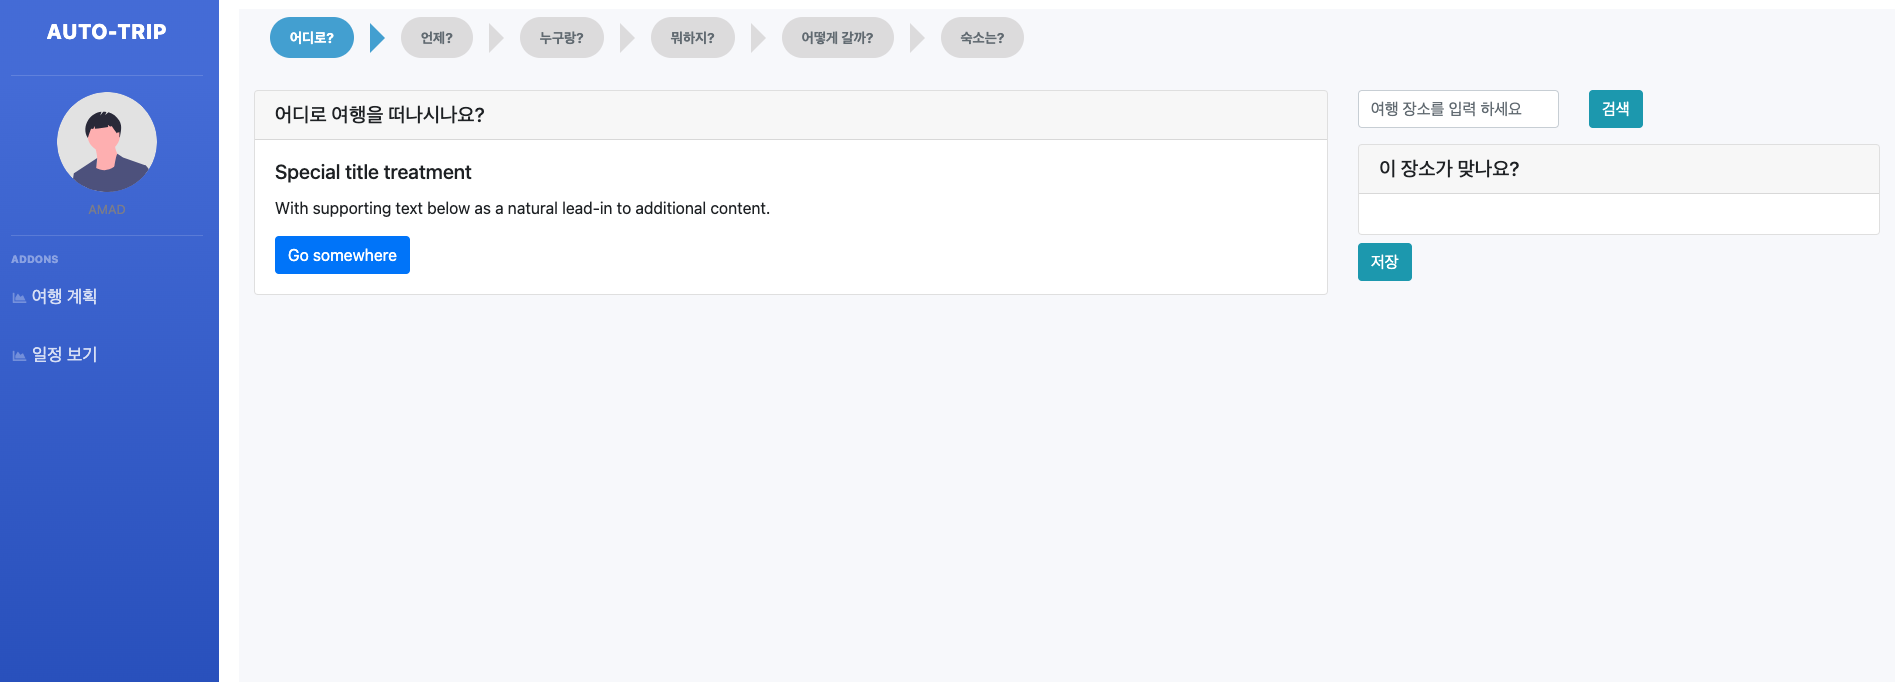 AUTO-TRIP
AMAD
ADDONS
여행 계획
일정 보기
어디로?
언제?
누구랑?
뭐하지?
어떻게 갈까?
숙소는?
어디로 여행을 떠나시나요?
Special title treatment
With supporting text below as a natural lead-in to additional content.
Go somewhere
여행 장소를 입력 하세요
검색
이 장소가 맞나요?
저장